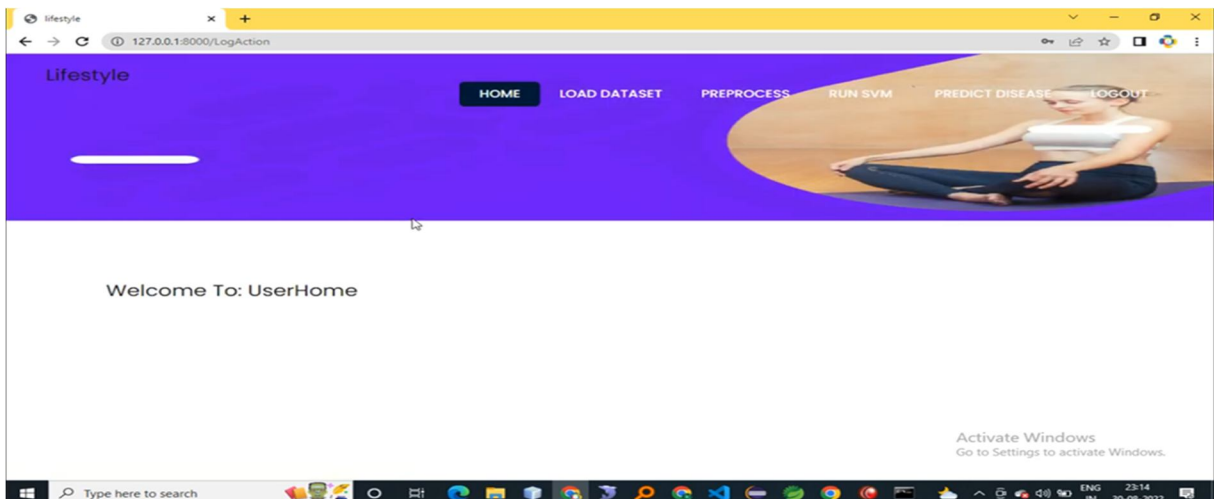 lifestyle
127.0.0.1:8000/LogAction
Lifestyle
HOME LOAD DATASET PREPROCESS RUN SVM PREDICT DISEASE LOGOUT
Welcome To: UserHome
Activate Windows
Go to Settings to activate Windows.
Type here to search
ENG 23:14
IN